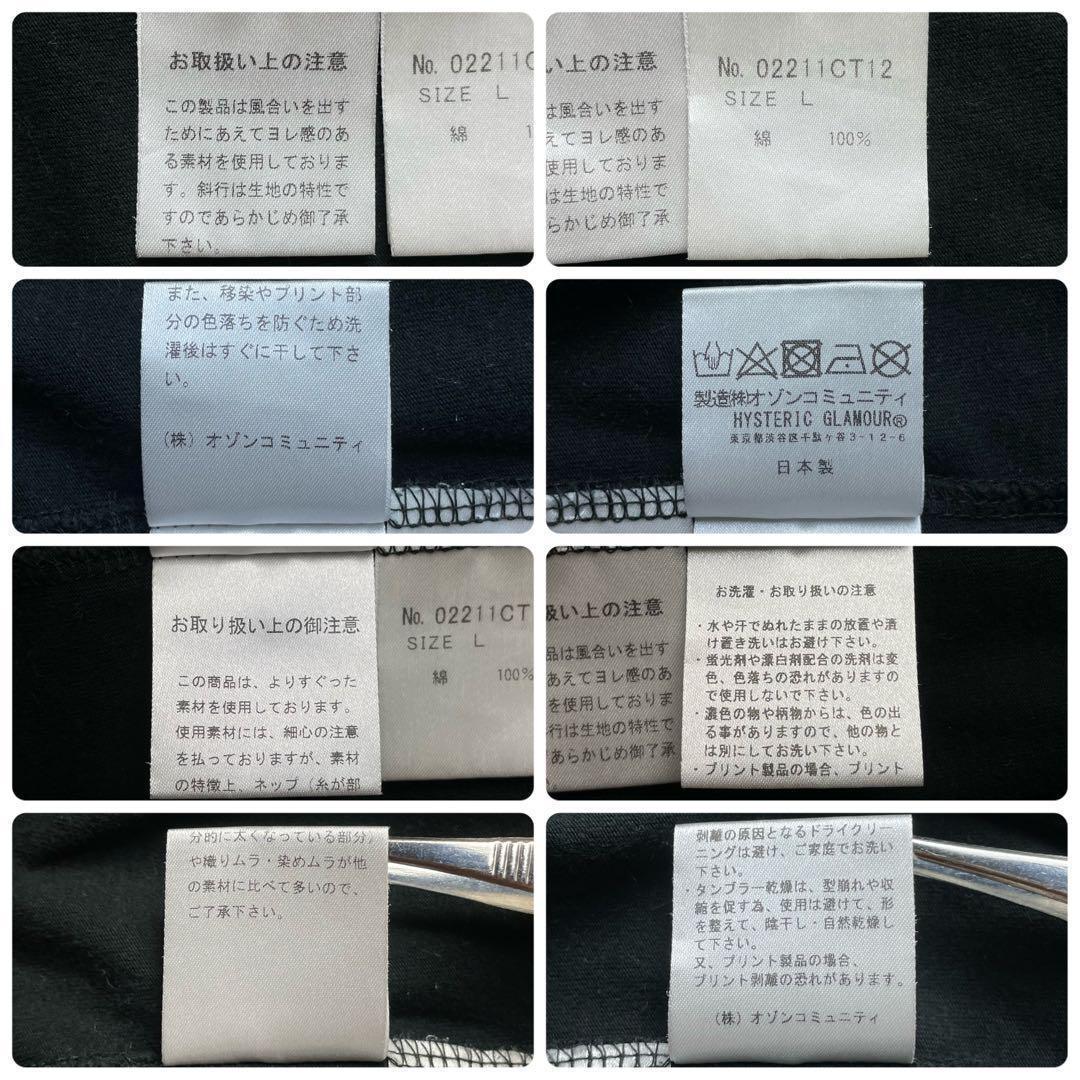 お取扱い上の注意
この製品は風合いを出す
ためにあえてヨレ感のあ
る素材を使用しておりま
す。斜行は生地の特性で
すのであらかじめ御了承
下さい。
No. 02211C
SIZE L
綿 1
い上の注意
は風合いを出す
えてヨレ感のあ
使用しておりま
は生地の特性で
らかじめ御了承
No. 02211CT12
SIZE L
綿 100%
また、移染やプリント部
分の色落ちを防ぐため洗
濯後はすぐに干して下さ
い。
(株)オゾンコミュニティ
製造(株)オゾンコミュニティ
HYSTERIC GLAMOUR®
東京都渋谷区千駄ヶ谷3-12-6
日本製
お取り扱い上の御注意
この商品は、よりすぐった
素材を使用しております。
使用素材には、細心の注意
を払っておりますが、素材
の特徴上、ネップ(糸が部
No. 02211CT
SIZE L
綿 100%
扱い上の注意
品は風合いを出す
あえてヨレ感のあ
を使用しておりま
行は生地の特性で
あらかじめ御了承
お洗濯・お取り扱いの注意
・水や汗でぬれたままの放置や漬
け置き洗いはお避け下さい。
・蛍光剤や漂白剤配合の洗剤は変
色、色落ちの恐れがありますの
で使用しないで下さい。
・濃色の物や柄物からは、色の出
る事がありますので、他の物と
は別にしてお洗い下さい。
・プリント製品の場合、プリント
分的に太くなっている部分)
や織りムラ・染めムラが他
の素材に比べて多いので、
ご了承下さい。
剥離の原因となるドライクリー
ニングは避け、ご家庭でお洗い
下さい。
・タンブラー乾燥は、型崩れや収
縮を促す為、使用は避けて、形
を整えて、陰干し・自然乾燥し
て下さい。
又、プリント製品の場合、
プリント剥離の恐れがあります。
(株)オゾンコミュニティ